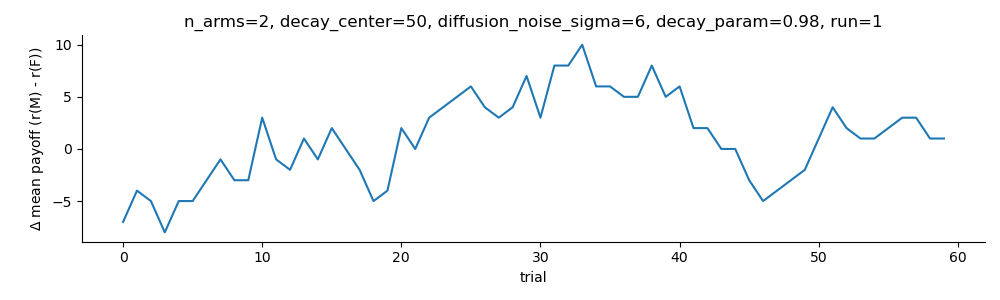 n_arms=2, decay_center=50, diffusion_noise_sigma=6, decay_param=0.98, run=1
Δ mean payoff (r(M) - r(F))
10
5
0
−5
0 10 20 30 40 50 60
trial